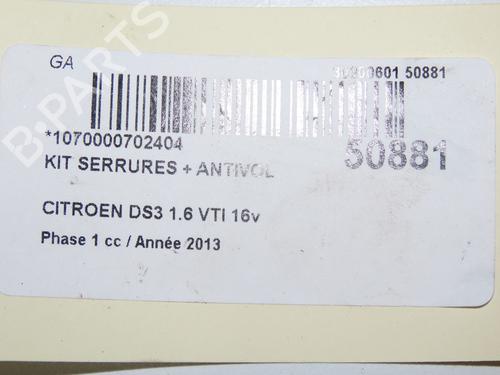 GA
50881
*1070000702404
50881
KIT SERRURES + ANTIVOL
CITROEN DS3 1.6 VTI 16v
Phase 1 cc / Année 2013
B-PARTS